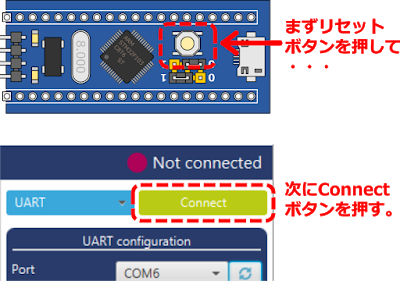 まずリセット
ボタンを押して
・・・
8.000
1
0
Not connected
UART
Connect
次にConnect
ボタンを押す。
UART configuration
Port
COM6